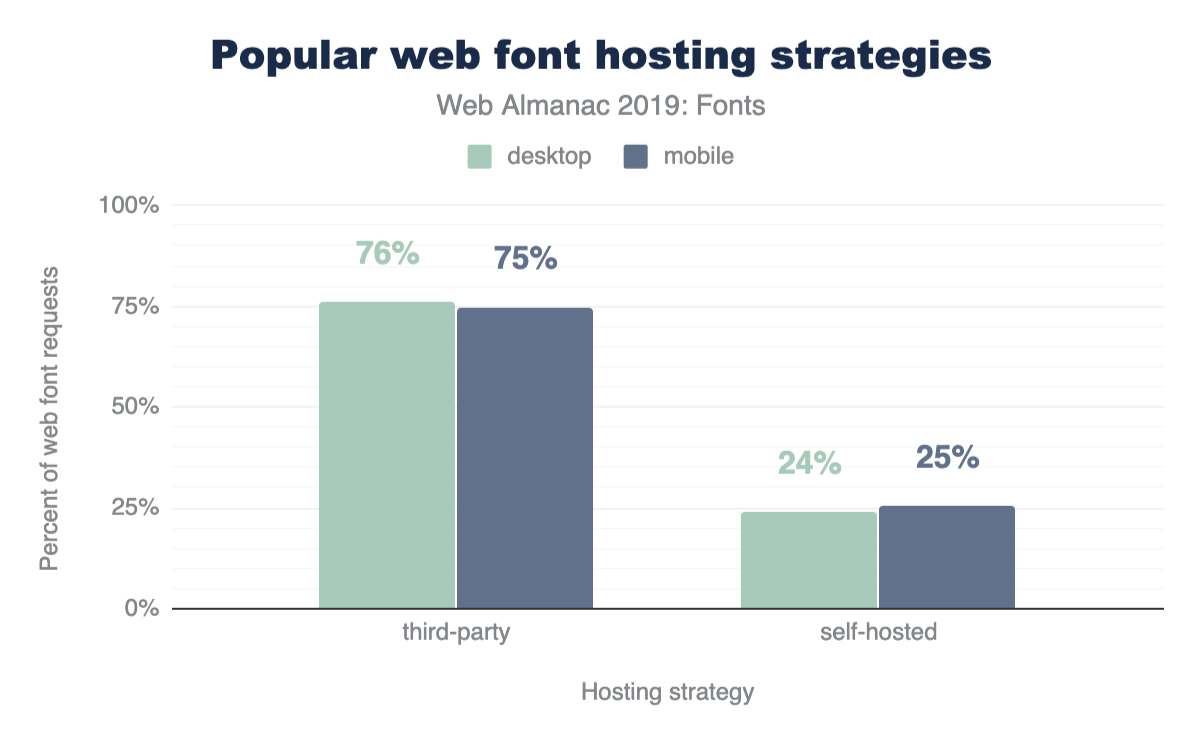 Popular web font hosting strategies
Web Almanac 2019: Fonts
desktop mobile
100%
75%
50%
25%
0%
Percent of web font requests
76% 75%
24% 25%
third-party self-hosted
Hosting strategy